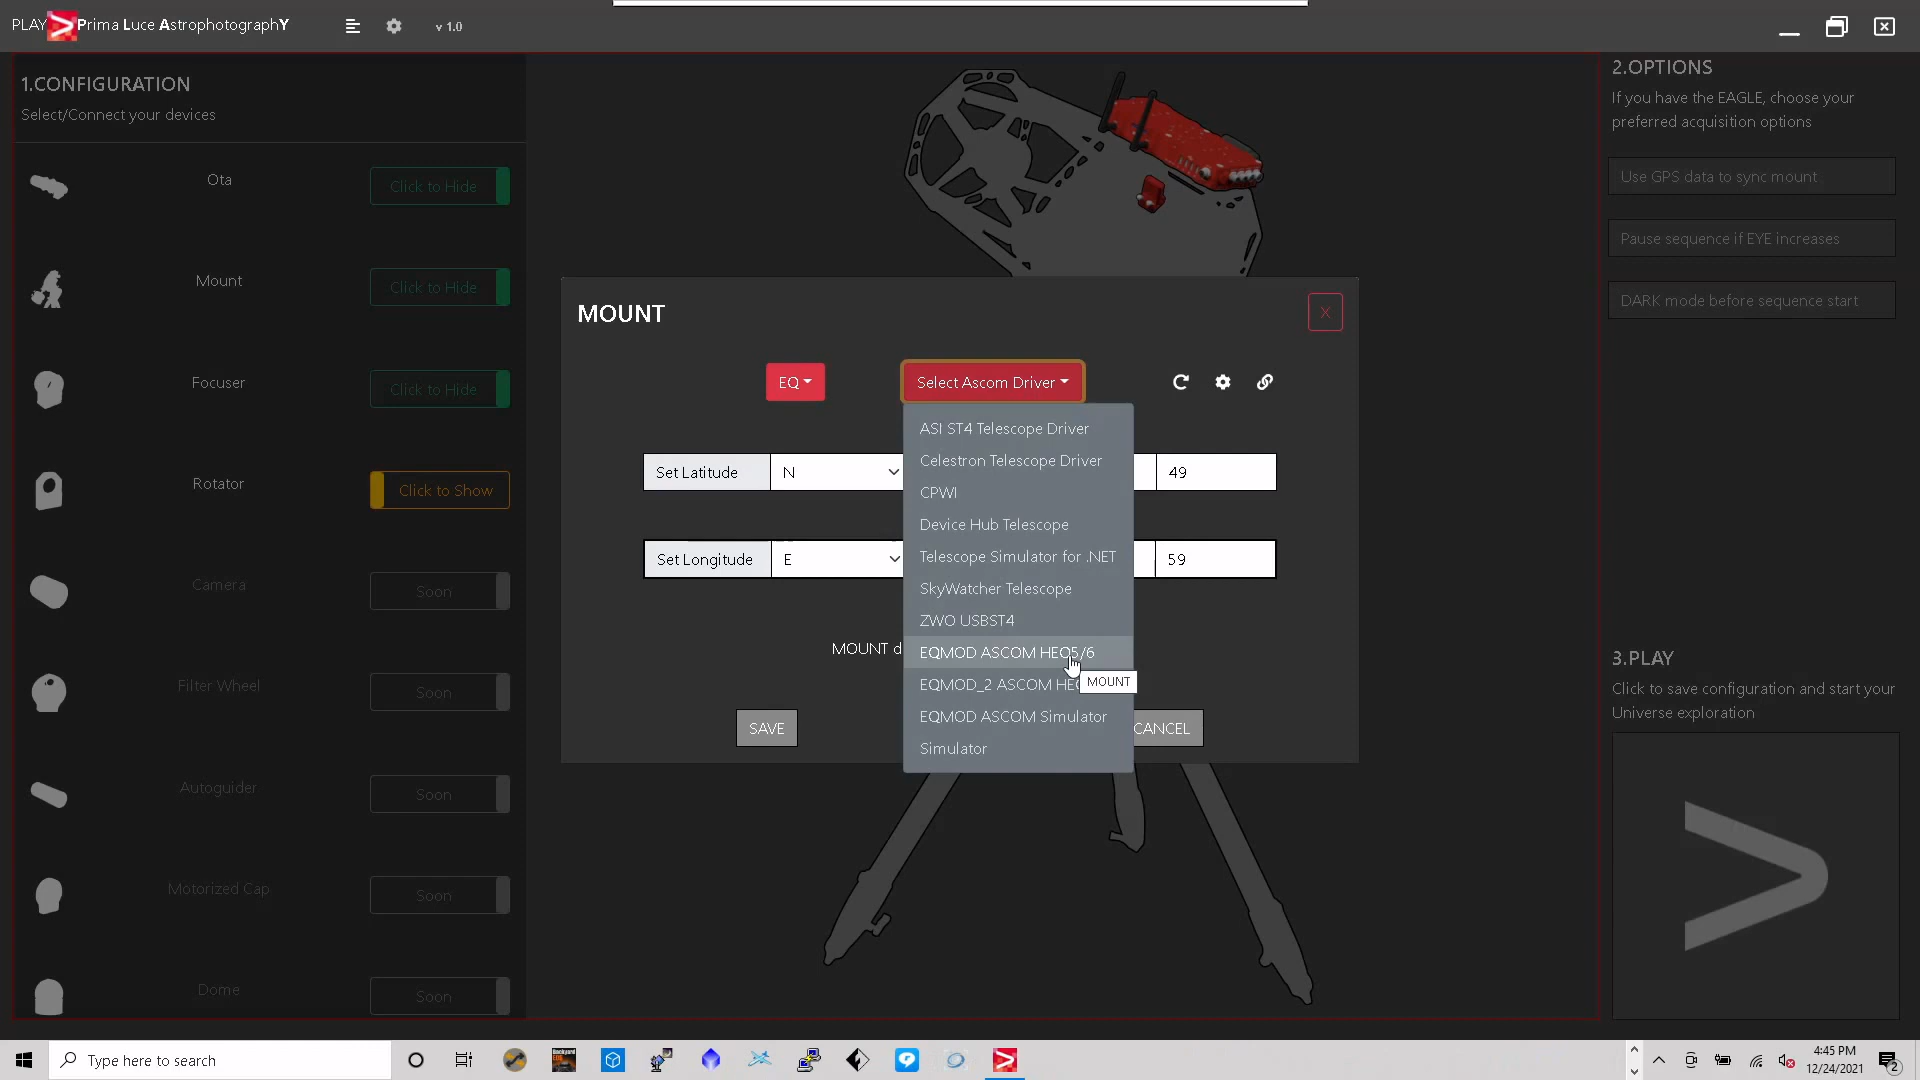 PLAY Prima Luce AstrophotographY
v 1.0
1.CONFIGURATION
Select/Connect your devices
Ota
Click to Hide
Mount
Click to Hide
Focuser
Click to Hide
Rotator
Click to Show
Camera
Soon
Filter Wheel
Soon
Autoguider
Soon
Motorized Cap
Soon
Dome
Soon
MOUNT
X
EQ
Select Ascom Driver
ASI ST4 Telescope Driver
Celestron Telescope Driver
CPWI
Device Hub Telescope
Telescope Simulator for .NET
SkyWatcher Telescope
ZWO USBST4
EQMOD ASCOM HEQ5/6
EQMOD_2 ASCOM
EQMOD ASCOM Simulator
Simulator
MOUNT
Set Latitude
N
49
Set Longitude
E
59
MOUNT
SAVE
CANCEL
2.OPTIONS
If you have the EAGLE, choose your
preferred acquisition options
Use GPS data to sync mount
Pause sequence if EYE increases
DARK mode before sequence start
3.PLAY
Click to save configuration and start your
Universe exploration
Type here to search
4:45 PM
12/24/2021
2